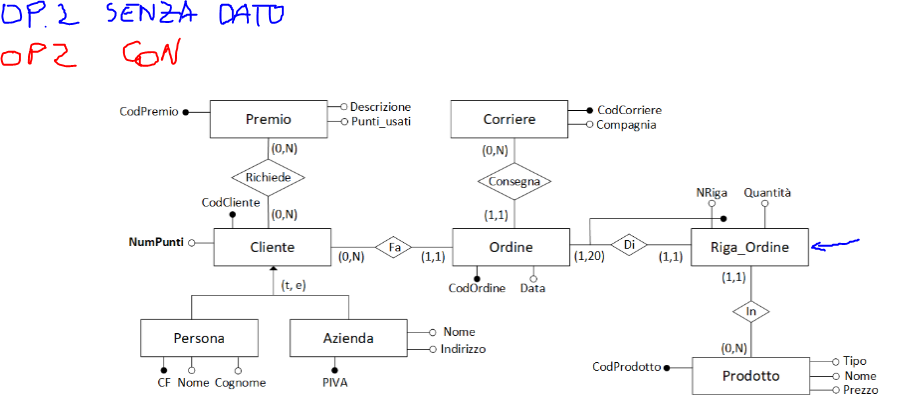 OP.2 SENZA DATO
OP2 CON
CodPremio Premio Descrizione
Punti_usati
Corriere CodCorriere
Compagnia
(0,N) (0,N)
Richiede Consegna
CodCliente NRiga Quantità
(0,N) (1,1)
NumPunti Cliente Fa Ordine Di Riga_Ordine
(0,N) (1,1) (1,20) (1,1)
(t, e) CodOrdine Data (1,1)
In
Persona Azienda Nome
Indirizzo
(0,N)
CodProdotto Prodotto Tipo
Nome
Prezzo
CF Nome Cognome PIVA